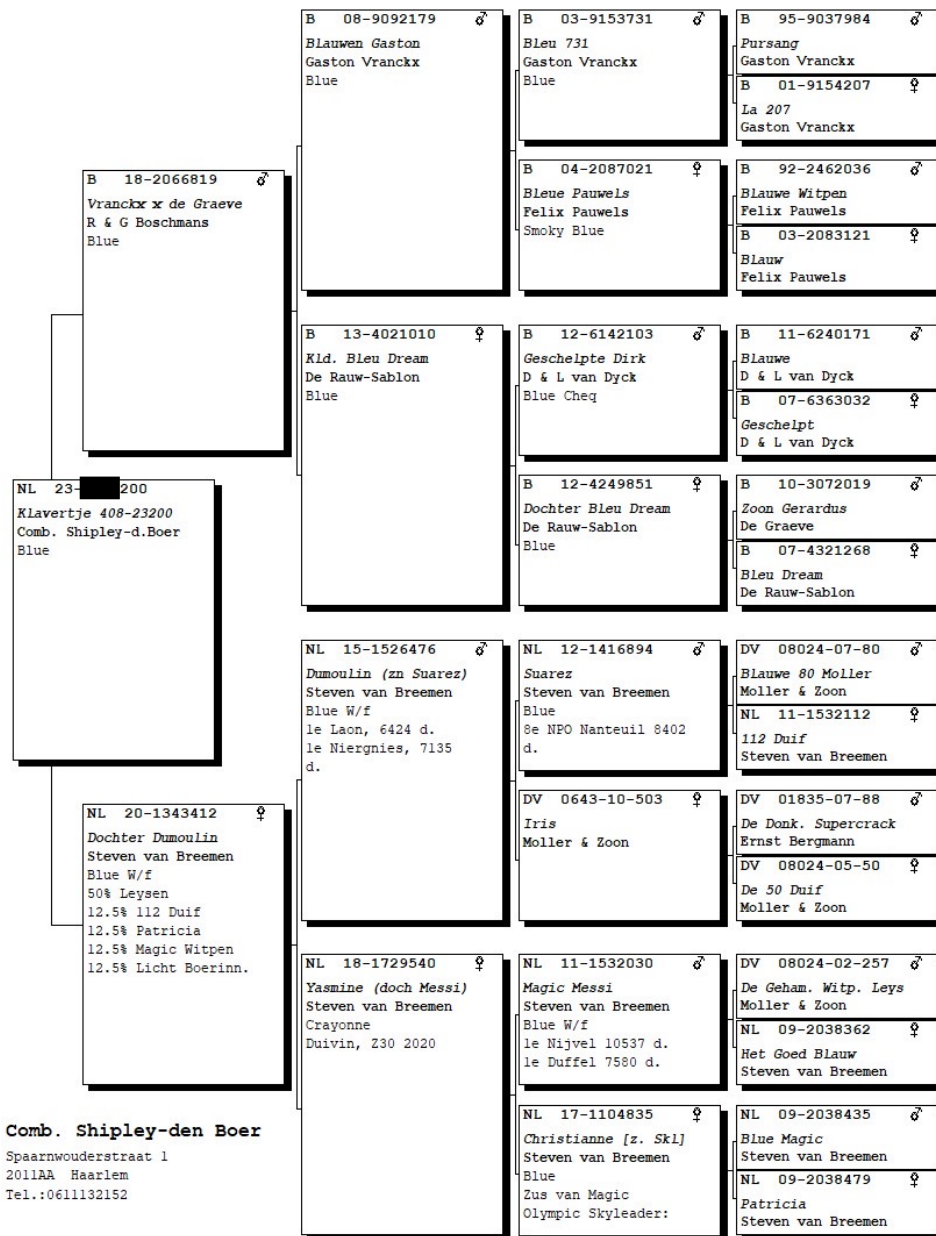 B 08-9092179 ♂
Blauwen Gaston
Gaston Vranckx
Blue
B 03-9153731 ♂
Bleu 731
Gaston Vranckx
Blue
B 95-9037984 ♂
Pursang
Gaston Vranckx
B 01-9154207 ♀
La 207
Gaston Vranckx
B 18-2066819 ♂
Vranckx x de Graeve
R & G Boschmans
Blue
B 04-2087021 ♀
Bleue Pauwels
Felix Pauwels
Smoky Blue
B 92-2462036 ♂
Blauwe Witpen
Felix Pauwels
B 03-2083121 ♀
Blauw
Felix Pauwels
B 13-4021010 ♀
Kld. Bleu Dream
De Rauw-Sablon
Blue
B 12-6142103 ♂
Geschelpte Dirk
D & L van Dyck
Blue Cheq
B 11-6240171 ♂
Blauwe
D & L van Dyck
B 07-6363032 ♀
Geschelpt
D & L van Dyck
NL 23- 200
Klavertje 408-23200
Comb. Shipley-d.Boer
Blue
B 12-4249851 ♀
Dochter Bleu Dream
De Rauw-Sablon
Blue
B 10-3072019 ♂
Zoon Gerardus
De Graeve
B 07-4321268 ♀
Bleu Dream
De Rauw-Sablon
NL 15-1526476 ♂
Dumoulin (zn Suarez)
Steven van Breemen
Blue W/f
1e Laon, 6424 d.
1e Niergnies, 7135
d.
NL 12-1416894 ♂
Suarez
Steven van Breemen
Blue
8e NPO Nanteuil 8402
d.
DV 08024-07-80 ♂
Blauwe 80 Moller
Moller & Zoon
NL 11-1532112 ♀
112 Duif
Steven van Breemen
NL 20-1343412 ♀
Dochter Dumoulin
Steven van Breemen
Blue W/f
50% Leysen
12.5% 112 Duif
12.5% Patricia
12.5% Magic Witpen
12.5% Licht Boerinn.
DV 0643-10-503 ♀
Iris
Moller & Zoon
DV 01835-07-88 ♂
De Donk. Supercrack
Ernst Bergmann
DV 08024-05-50 ♀
De 50 Duif
Moller & Zoon
NL 18-1729540 ♀
Yasmine (doch Messi)
Steven van Breemen
Crayonne
Duivin, Z30 2020
NL 11-1532030 ♂
Magic Messi
Steven van Breemen
Blue W/f
1e Nijvel 10537 d.
1e Duffel 7580 d.
DV 08024-02-257 ♂
De Geham. Witp. Leys
Moller & Zoon
NL 09-2038362 ♀
Het Goed Blauw
Steven van Breemen
NL 17-1104835 ♀
Christianne [z. Skl]
Steven van Breemen
Blue
Zus van Magic
Olympic Skyleader:
NL 09-2038435 ♂
Blue Magic
Steven van Breemen
NL 09-2038479 ♀
Patricia
Steven van Breemen
Comb. Shipley-den Boer
Spaarnwouderstraat 1
2011AA Haarlem
Tel.:0611132152